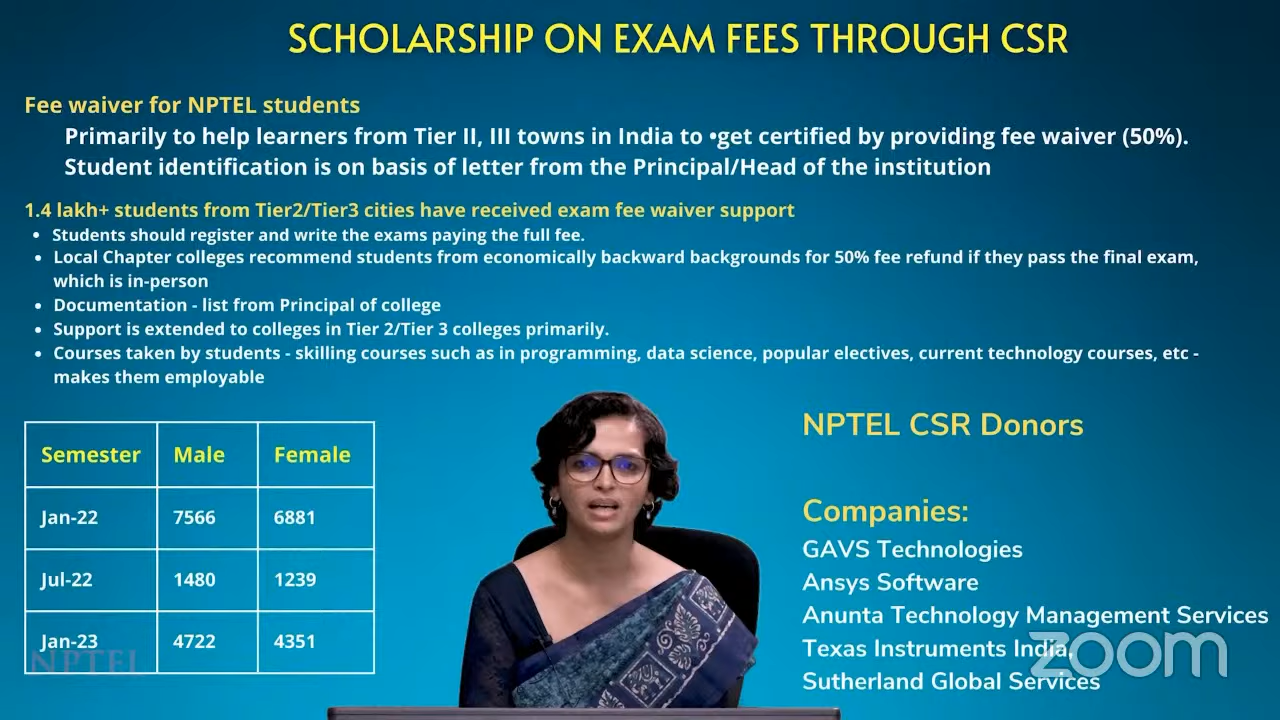 SCHOLARSHIP ON EXAM FEES THROUGH CSR
Fee waiver for NPTEL students
Primarily to help learners from Tier II, III towns in India to •get certified by providing fee waiver (50%).
Student identification is on basis of letter from the Principal/Head of the institution
1.4 lakh+ students from Tier2/Tier3 cities have received exam fee waiver support
• Students should register and write the exams paying the full fee.
• Local Chapter colleges recommend students from economically backward backgrounds for 50% fee refund if they pass the final exam,
which is in-person
• Documentation - list from Principal of college
• Support is extended to colleges in Tier 2/Tier 3 colleges primarily.
• Courses taken by students - skilling courses such as in programming, data science, popular electives, current technology courses, etc -
makes them employable
Semester Male Female
Jan-22 7566 6881
Jul-22 1480 1239
Jan-23 4722 4351
NPTEL
NPTEL CSR Donors
Companies:
GAVS Technologies
Ansys Software
Anunta Technology Management Services
Texas Instruments India,
Sutherland Global Services
zoom